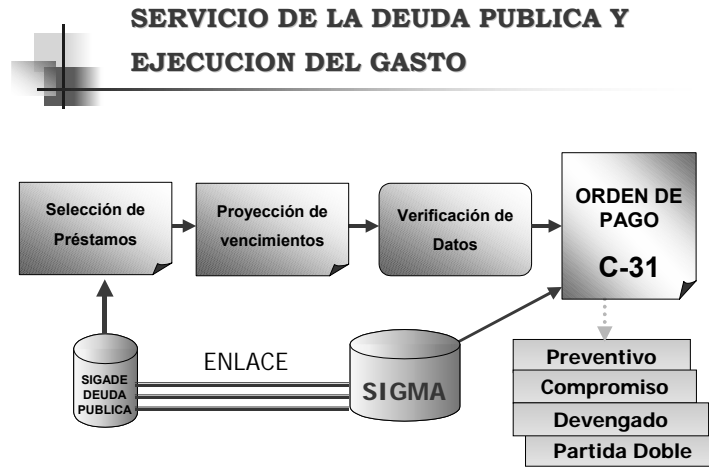 SERVICIO DE LA DEUDA PUBLICA Y
EJECUCION DEL GASTO
Selección de
Préstamos
Proyección de
vencimientos
Verificación de
Datos
ORDEN DE
PAGO
C-31
SIGADE
DEUDA
PUBLICA
ENLACE
SIGMA
Preventivo
Compromiso
Devengado
Partida Doble